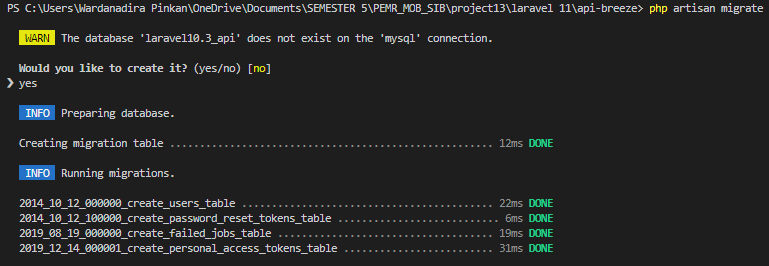 PS C:\Users\Wardanadira Pinkan\OneDrive\Documents\SEMESTER 5\PEMR_MOB_SIB\project13\laravel 11\api-breeze> php artisan migrate
WARN The database 'laravel10.3_api' does not exist on the 'mysql' connection.
Would you like to create it? (yes/no) [no]
❯ yes
INFO Preparing database.
Creating migration table ...................................................... 12ms DONE
INFO Running migrations.
2014_10_12_000000_create_users_table .......................................... 22ms DONE
2014_10_12_100000_create_password_reset_tokens_table ........................... 6ms DONE
2019_08_19_000000_create_failed_jobs_table .................................... 19ms DONE
2019_12_14_000001_create_personal_access_tokens_table ......................... 31ms DONE